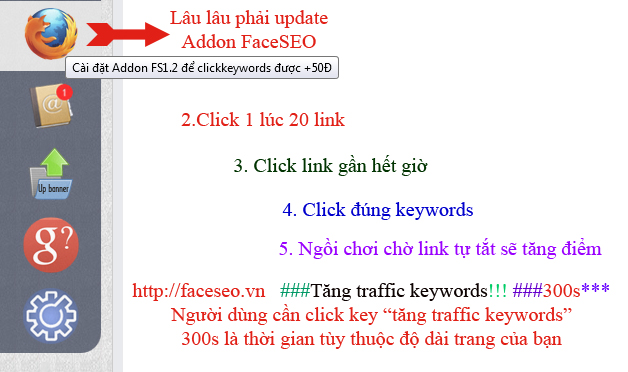 Lâu lâu phải update
Addon FaceSEO
Cài đặt Addon FS1.2 để clickkeywords được +50Đ
1
@
2.Click 1 lúc 20 link
3. Click link gần hết giờ
Up banner
4. Click đúng keywords
g?
5. Ngồi chơi chờ link tự tắt sẽ tăng điểm
http://faceseo.vn ###Tăng traffic keywords!!! ###300s***
Người dùng cần click key “tăng traffic keywords”
300s là thời gian tùy thuộc độ dài trang của bạn